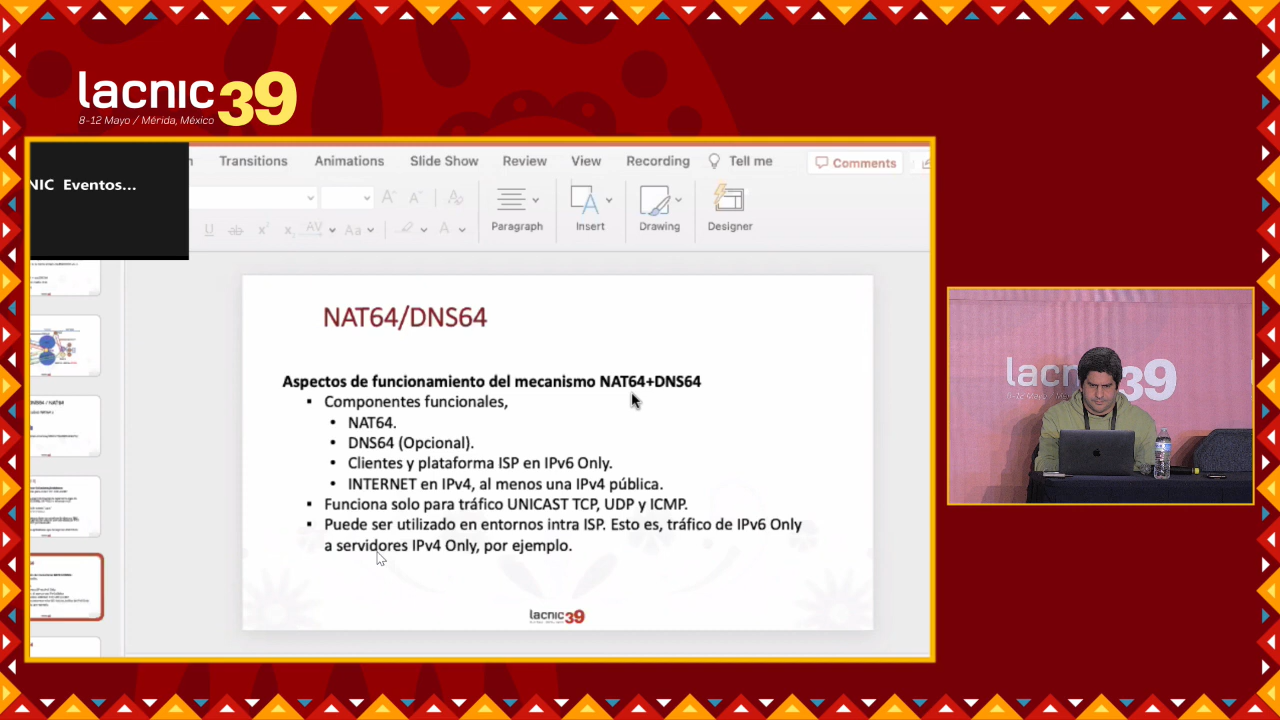 lacnic 39
8-12 Mayo / Mérida, México
NIC Eventos...
Transitions Animations Slide Show Review View Recording Tell me Comments
Paragraph Insert Drawing Designer
NAT64/DNS64
Aspectos de funcionamiento del mecanismo NAT64+DNS64
▪ Componentes funcionales,
• NAT64.
• DNS64 (Opcional).
• Clientes y plataforma ISP en IPv6 Only.
• INTERNET en IPv4, al menos una IPv4 pública.
▪ Funciona solo para tráfico UNICAST TCP, UDP y ICMP.
▪ Puede ser utilizado en entornos intra ISP. Esto es, tráfico de IPv6 Only
a servidores IPv4 Only, por ejemplo.
lacnic39
lacnic39